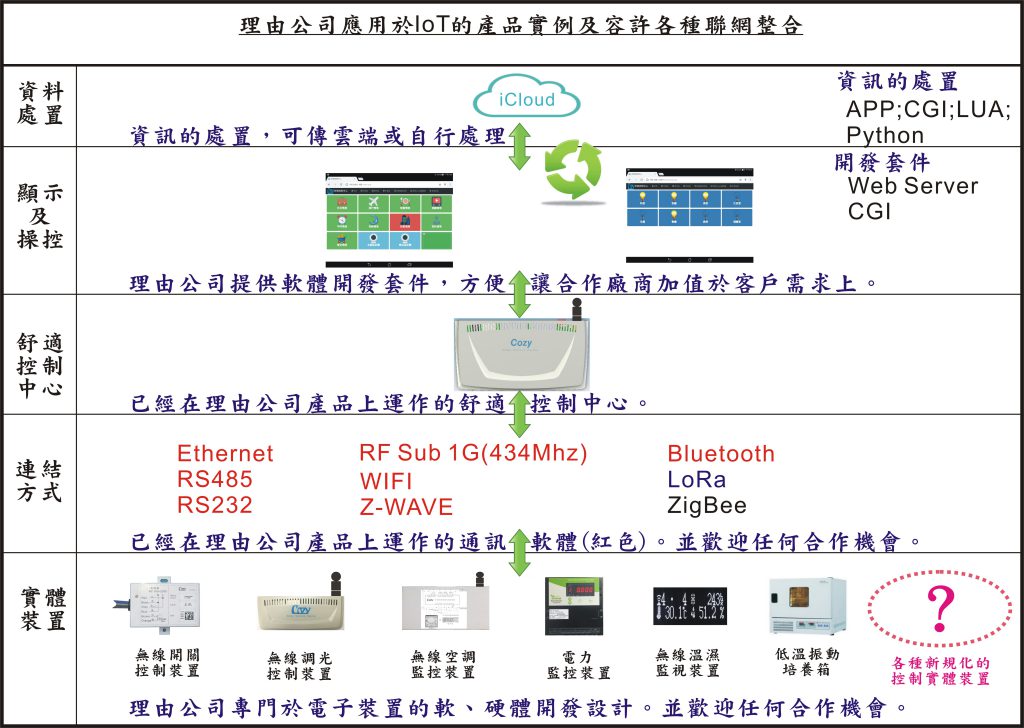 理由公司應用於IoT的產品實例及容許各種聯網整合
資料
處置
iCloud
資訊的處置，可傳雲端或自行處理
資訊的處置
APP;CGI;LUA;
Python
顯示
及
操控
開發套件
Web Server
CGI
理由公司提供軟體開發套件，方便 讓合作廠商加值於客戶需求上。
舒適
控制
中心
Cozy
已經在理由公司產品上運作的舒適 控制中心。
連結
方式
Ethernet
RS485
RS232
RF Sub 1G(434Mhz)
WIFI
Z-WAVE
Bluetooth
LoRa
ZigBee
已經在理由公司產品上運作的通訊 軟體(紅色)。並歡迎任何合作機會。
實體
裝置
無線開關
控制裝置
Cozy
無線調光
控制裝置
無線空調
監控裝置
電力
監控裝置
無線溫濕
監視裝置
低溫振動
培養箱
?
各種新規化的
控制實體裝置
理由公司專門於電子裝置的軟、硬體開發設計。並歡迎任何合作機會。